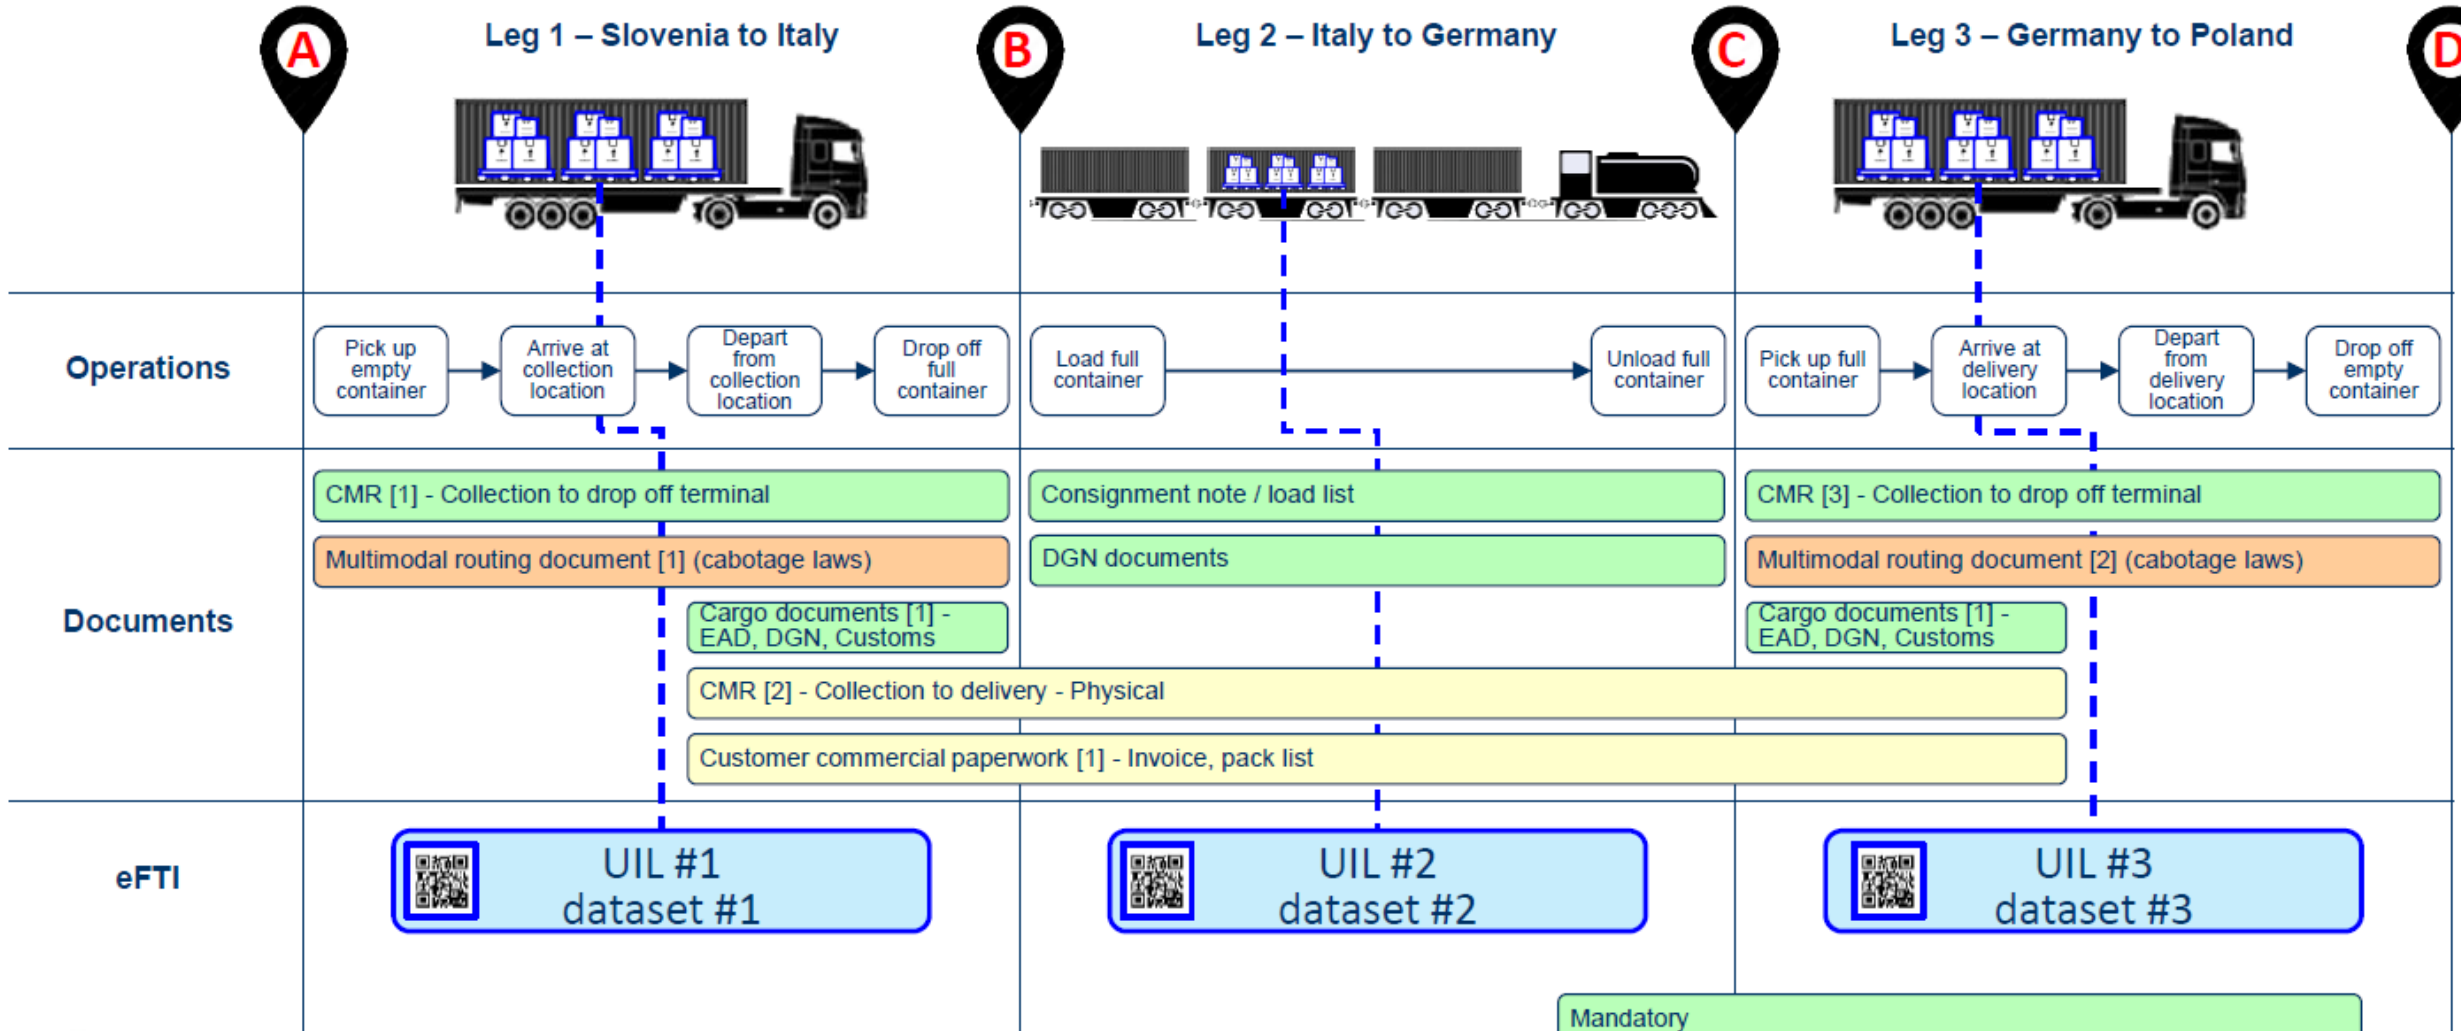 A
Leg 1 – Slovenia to Italy
B
Leg 2 – Italy to Germany
C
Leg 3 – Germany to Poland
D
Operations
Pick up
empty
container
Arrive at
collection
location
Depart
from
collection
location
Drop off
full
container
Load full
container
Unload full
container
Pick up full
container
Arrive at
delivery
location
Depart
from
delivery
location
Drop off
empty
container
Documents
CMR [1] - Collection to drop off terminal
Consignment note / load list
CMR [3] - Collection to drop off terminal
Multimodal routing document [1] (cabotage laws)
DGN documents
Multimodal routing document [2] (cabotage laws)
Cargo documents [1] -
EAD, DGN, Customs
Cargo documents [1] -
EAD, DGN, Customs
CMR [2] - Collection to delivery - Physical
Customer commercial paperwork [1] - Invoice, pack list
eFTI
UIL #1
dataset #1
UIL #2
dataset #2
UIL #3
dataset #3
Mandatory